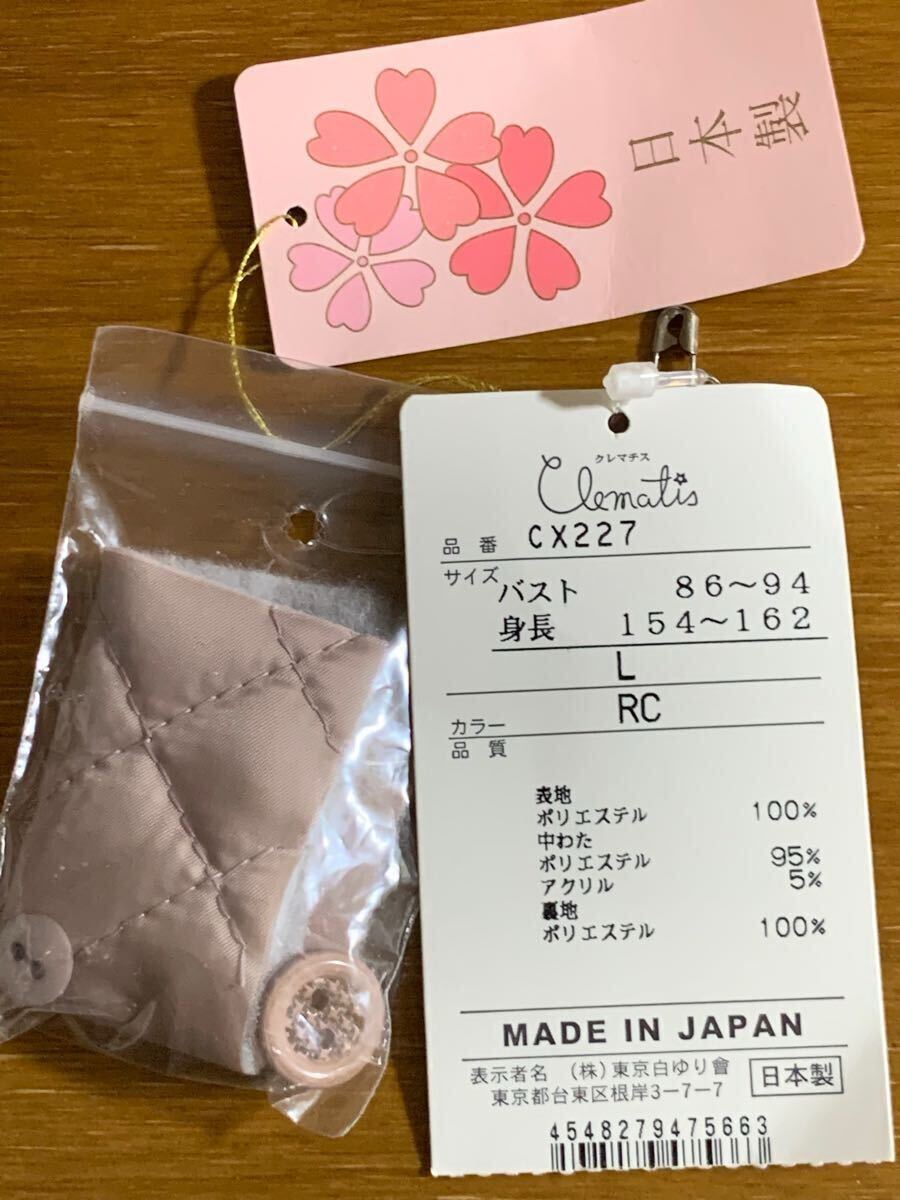 日本製
クレマチス
Clematis
品番 CX227
サイズ バスト 86～94
身長 154～162
L
カラー RC
品質
表地
ポリエステル 100%
中わた
ポリエステル 95%
アクリル 5%
裏地
ポリエステル 100%
MADE IN JAPAN
表示者名 (株)東京白ゆり會
東京都台東区根岸3-7-7
日本製
4548279475663